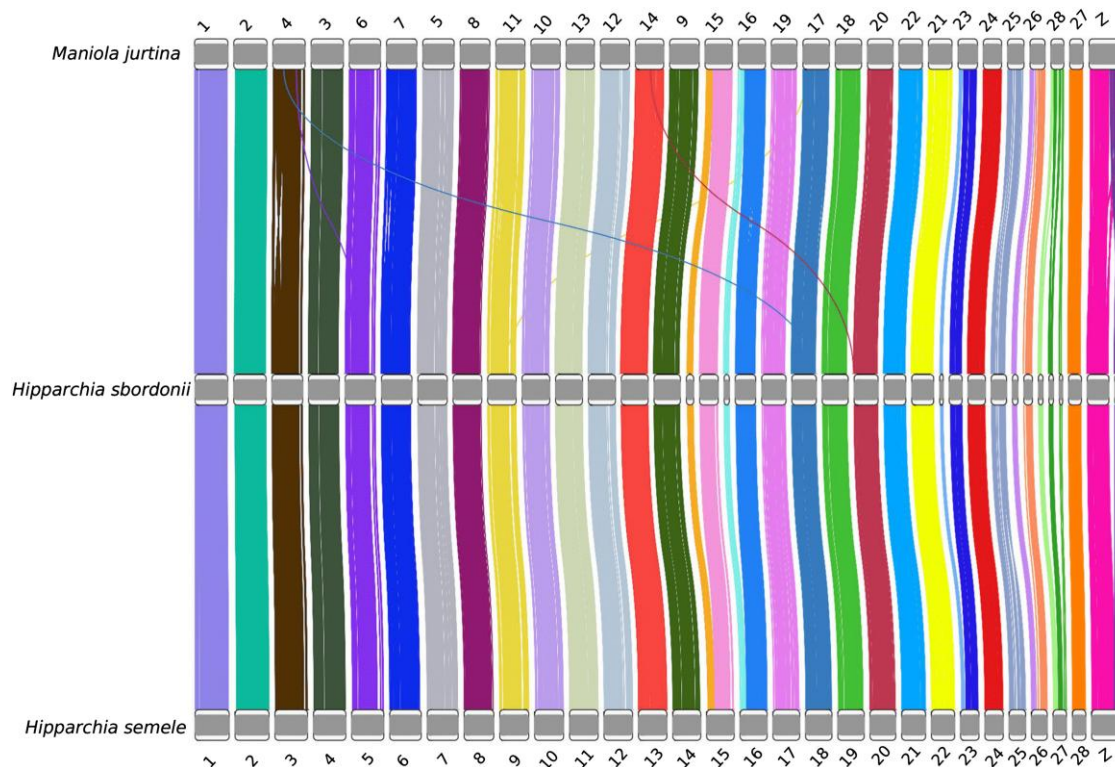 1 2 4 3 6 7 5 8 11 10 13 12 14 9 15 16 19 17 18 20 22 21 23 24 25 26 28 27 Z
Maniola jurtina
Hipparchia sbordonii
Hipparchia semele
1 2 3 4 5 6 7 8 9 10 11 12 13 14 15 16 17 18 19 20 21 22 23 24 25 26 27 28 Z